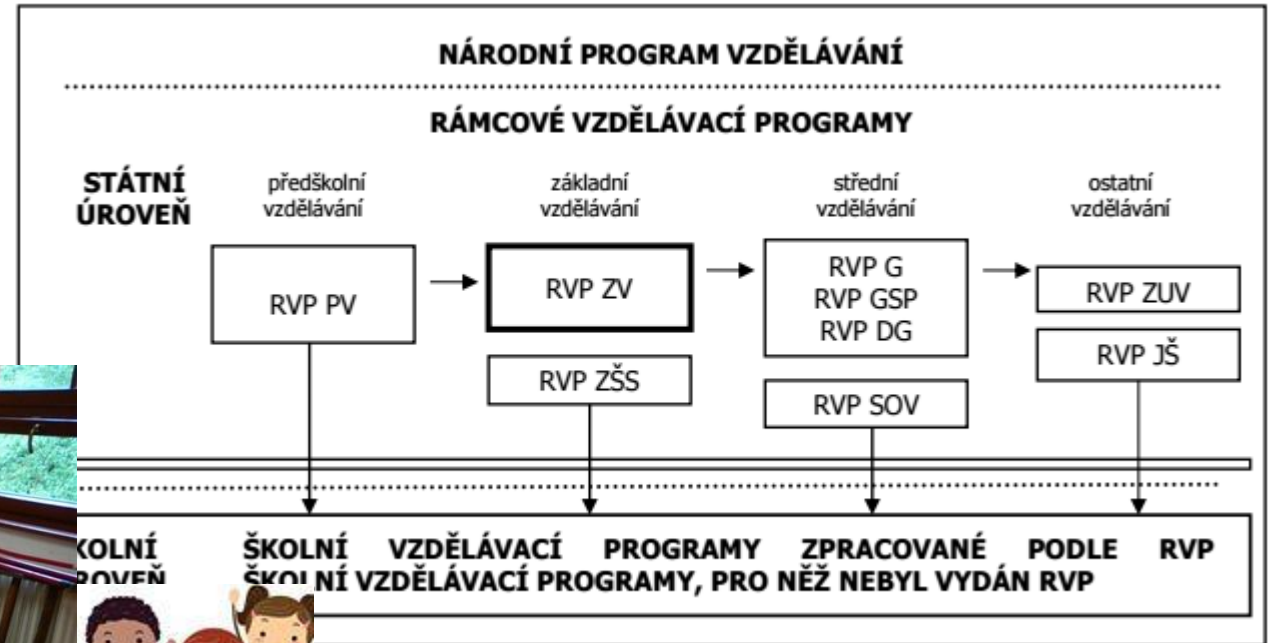 NÁRODNÍ PROGRAM VZDĚLÁVÁNÍ
RÁMCOVÉ VZDĚLÁVACÍ PROGRAMY
STÁTNÍ
ÚROVEŇ
předškolní
vzdělávání
základní
vzdělávání
střední
vzdělávání
ostatní
vzdělávání
RVP PV
RVP ZV
RVP ZŠS
RVP G
RVP GSP
RVP DG
RVP SOV
RVP ZUV
RVP JŠ
KOLNÍ
ROVEŇ
ŠKOLNÍ VZDĚLÁVACÍ PROGRAMY ZPRACOVANÉ PODLE RVP
ŠKOLNÍ VZDĚLÁVACÍ PROGRAMY, PRO NĚŽ NEBYL VYDÁN RVP